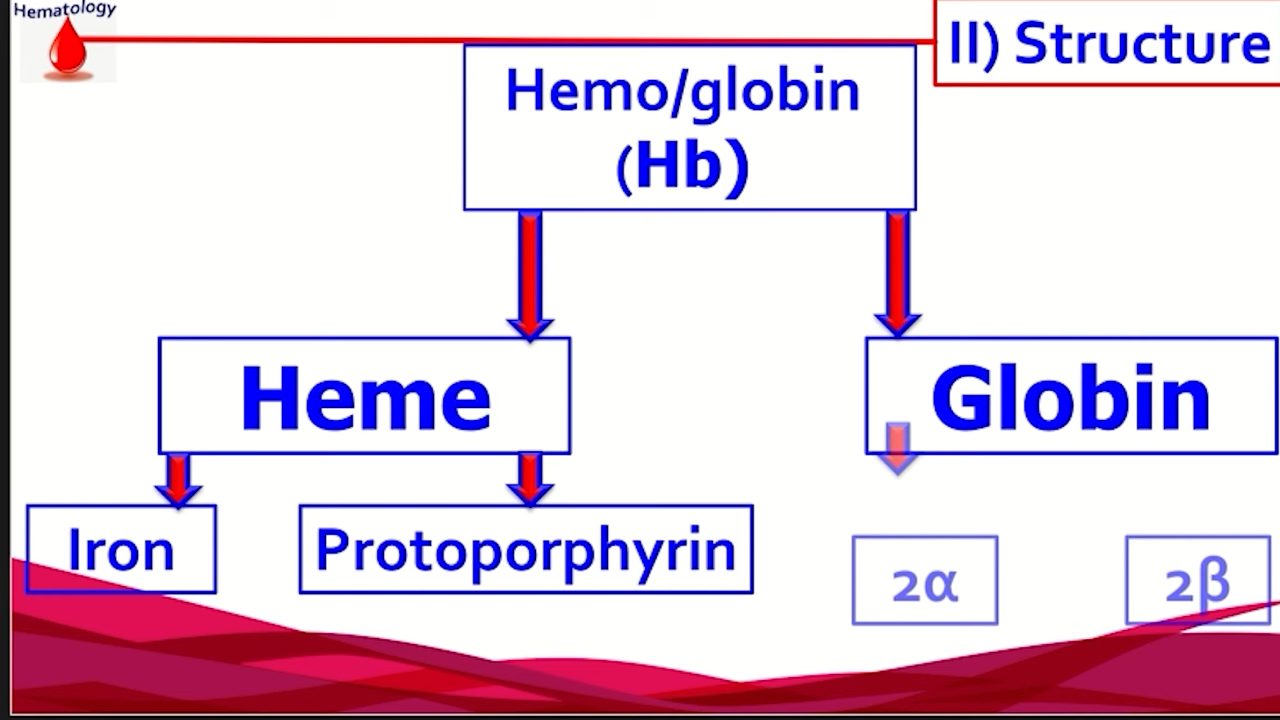 Hematology
II) Structure
Hemo/globin
(Hb)
Heme
Globin
Iron
Protoporphyrin
2α
2β